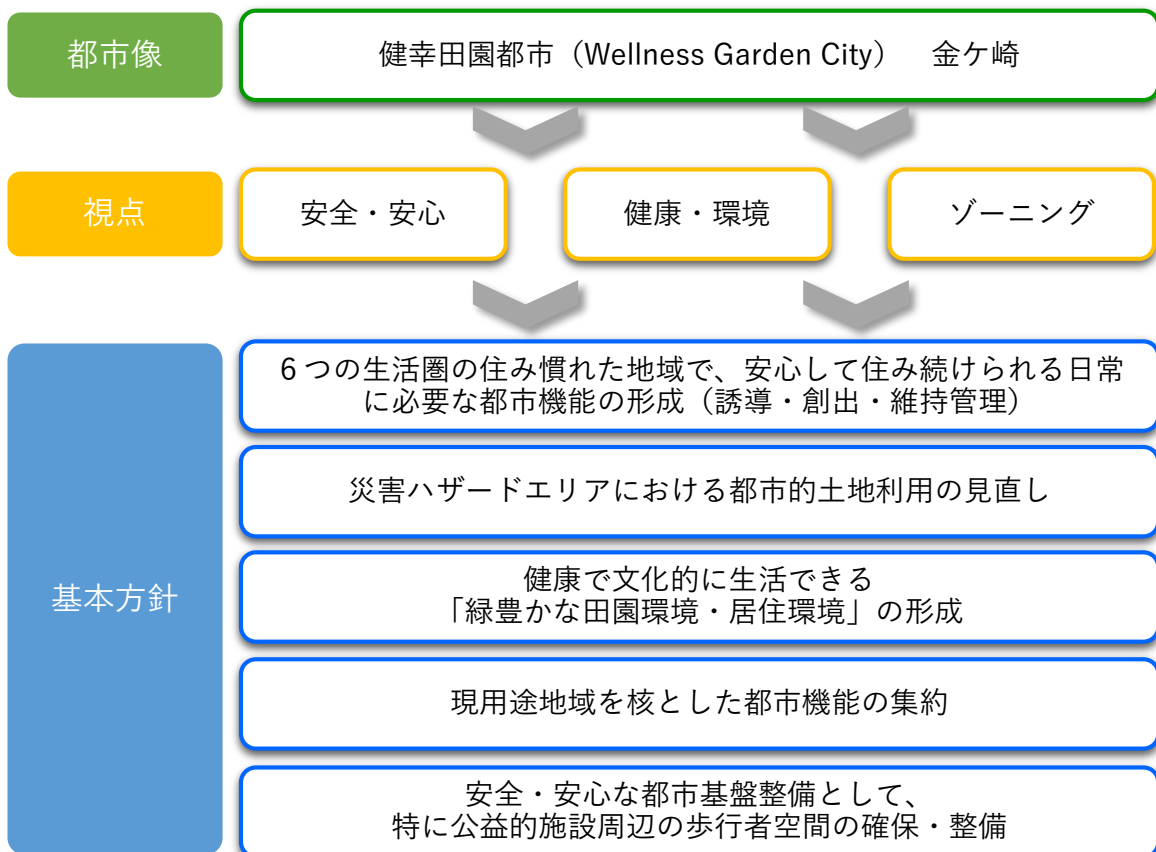 都市像
健幸田園都市（Wellness Garden City）　金ケ崎
視点
安全・安心
健康・環境
ゾーニング
基本方針
６つの生活圏の住み慣れた地域で、安心して住み続けられる日常
に必要な都市機能の形成（誘導・創出・維持管理）
災害ハザードエリアにおける都市的土地利用の見直し
健康で文化的に生活できる
「緑豊かな田園環境・居住環境」の形成
現用途地域を核とした都市機能の集約
安全・安心な都市基盤整備として、
特に公益的施設周辺の歩行者空間の確保・整備